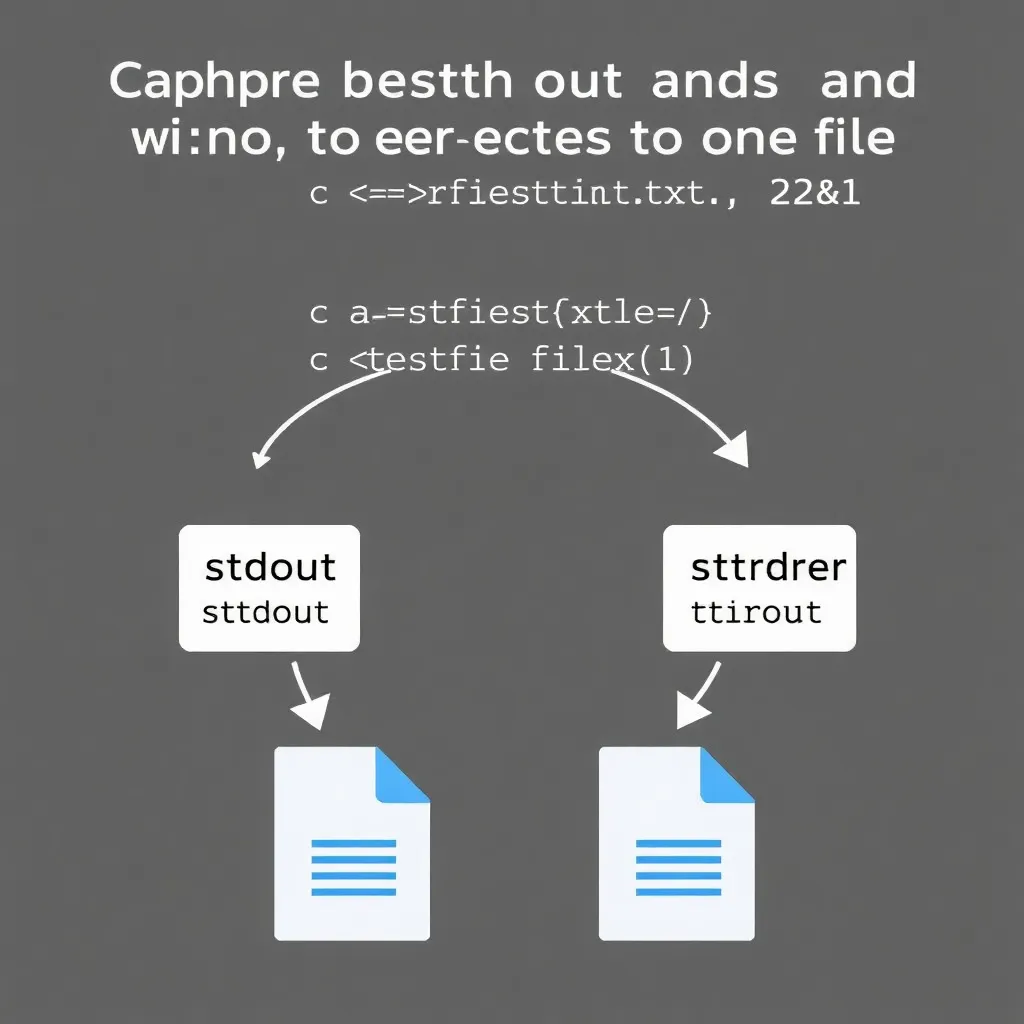 Caphpre bestth out ands and
wi:no, to eer-ectes to one file
c <==>rfiesttint.txt., 22&1
c a-=stfiest{xtle=/}
c <testfie filex(1)
stdout
sttdout
sttrdrer
ttirout